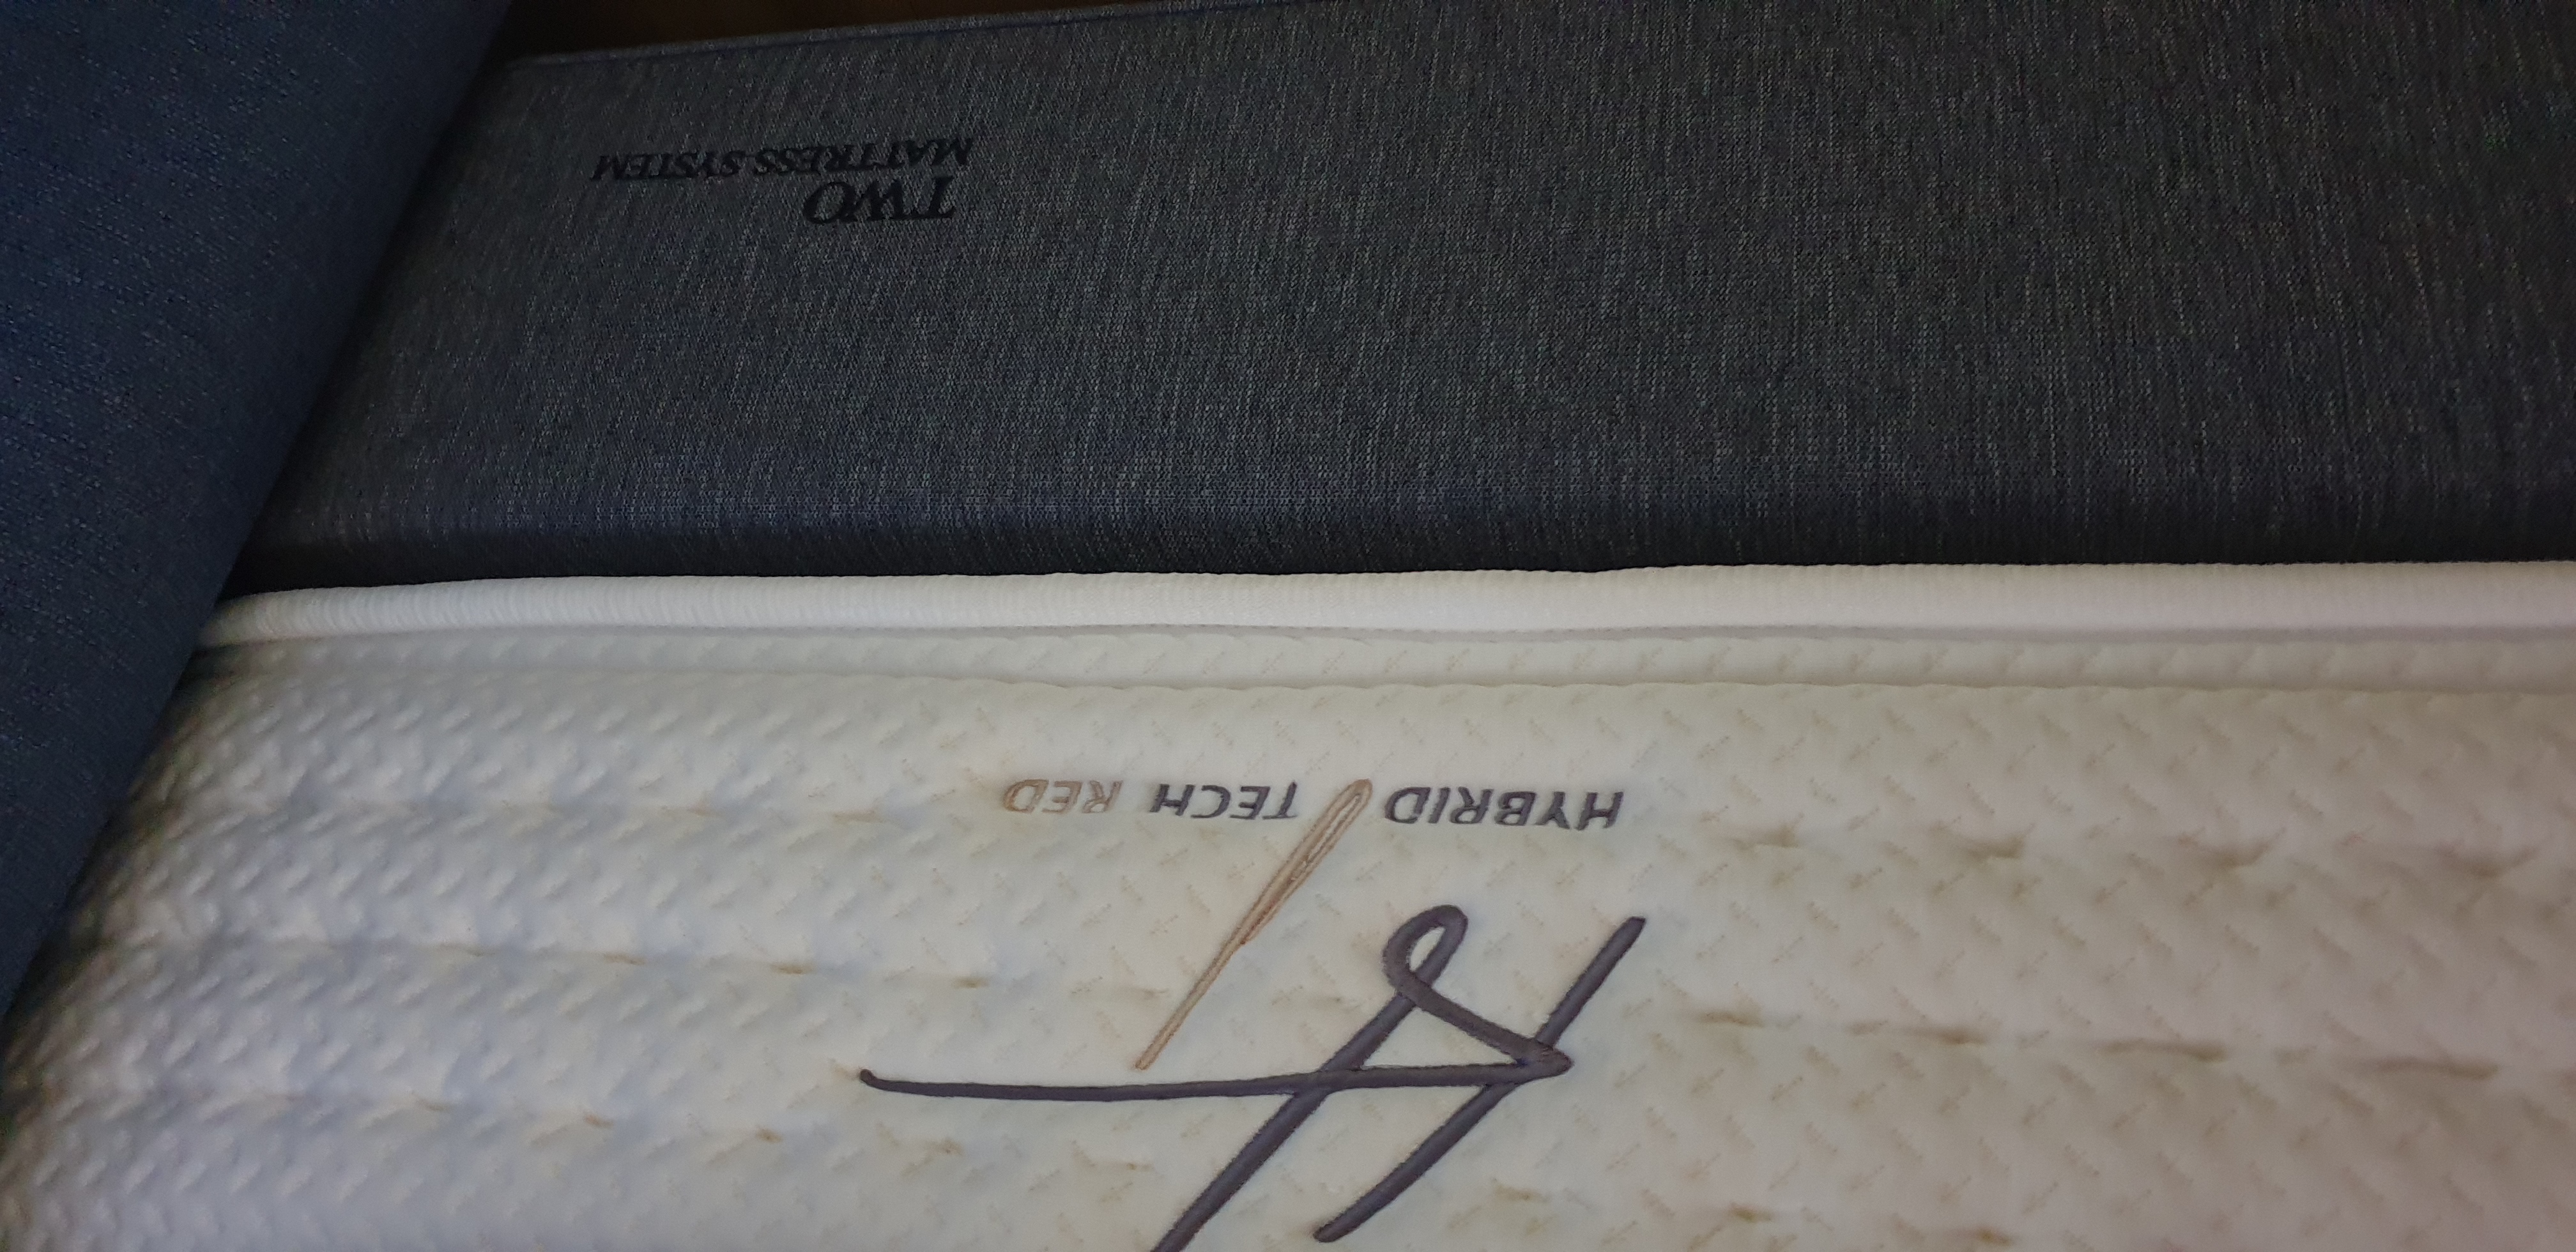 HYBRID TECH RED
TWO
MATTRESS SYSTEM